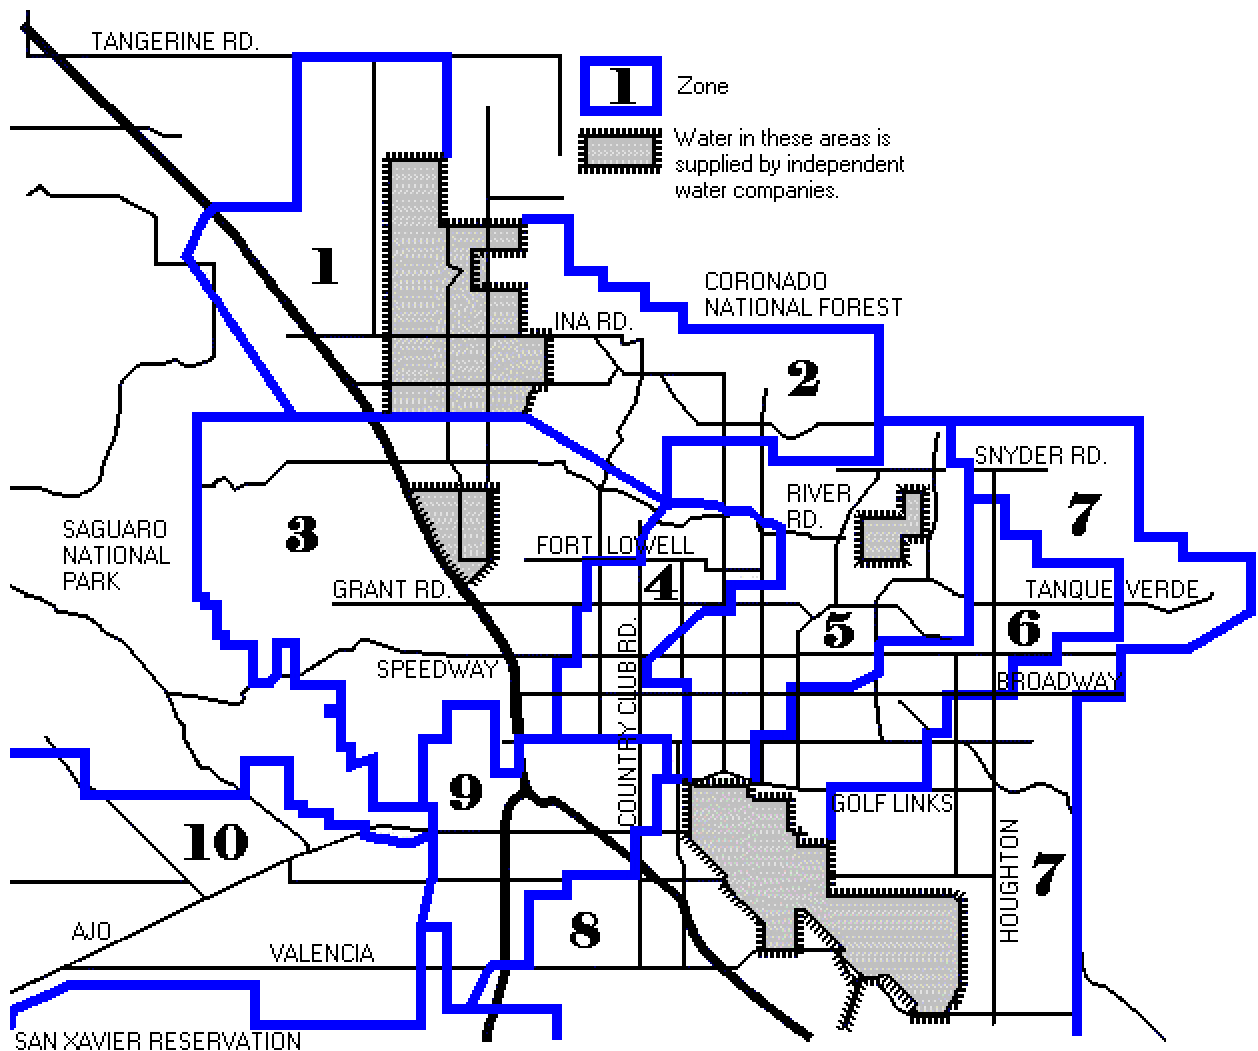 TANGERINE RD.
1
Zone
Water in these areas is
supplied by independent
water companies.
1
CORONADO
NATIONAL FOREST
INA RD.
2
SNYDER RD.
RIVER
RD.
7
SAGUARO
NATIONAL
PARK
3
FORT LOWELL
4
GRANT RD.
TANQUE VERDE
5
6
SPEEDWAY
COUNTRY CLUB RD.
BROADWAY
9
GOLF LINKS
10
HOUGHTON
7
AJO
8
VALENCIA
SAN XAVIER RESERVATION